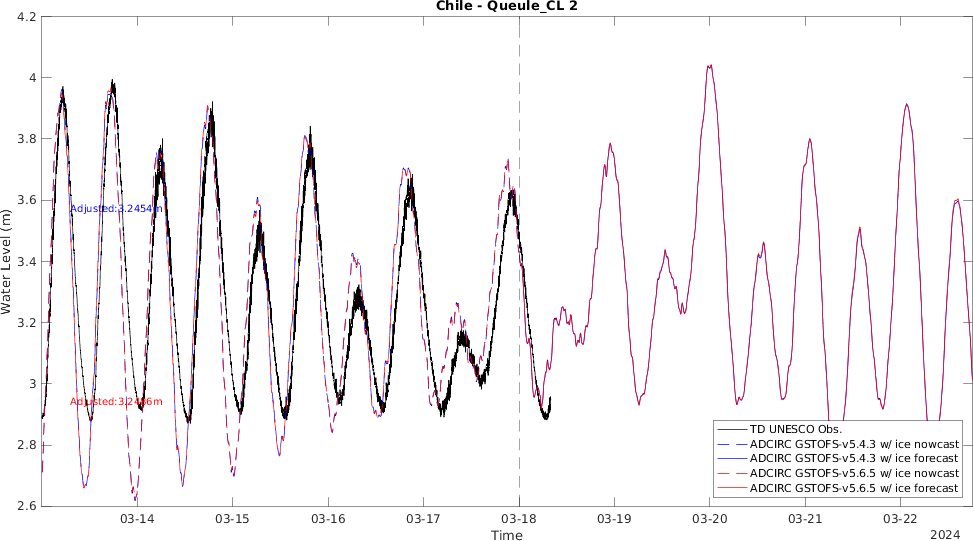 Chile - Queule_CL 2
4.2
4
3.8
3.6
3.4
3.2
3
2.8
2.6
Water Level (m)
Adjusted:3.2454m
Adjusted:3.2486m
03-14
03-15
03-16
03-17
03-18
03-19
03-20
03-21
03-22
Time
2024
TD UNESCO Obs.
ADCIRC GSTOFS-v5.4.3 w/ ice nowcast
ADCIRC GSTOFS-v5.4.3 w/ ice forecast
ADCIRC GSTOFS-v5.6.5 w/ ice nowcast
ADCIRC GSTOFS-v5.6.5 w/ ice forecast